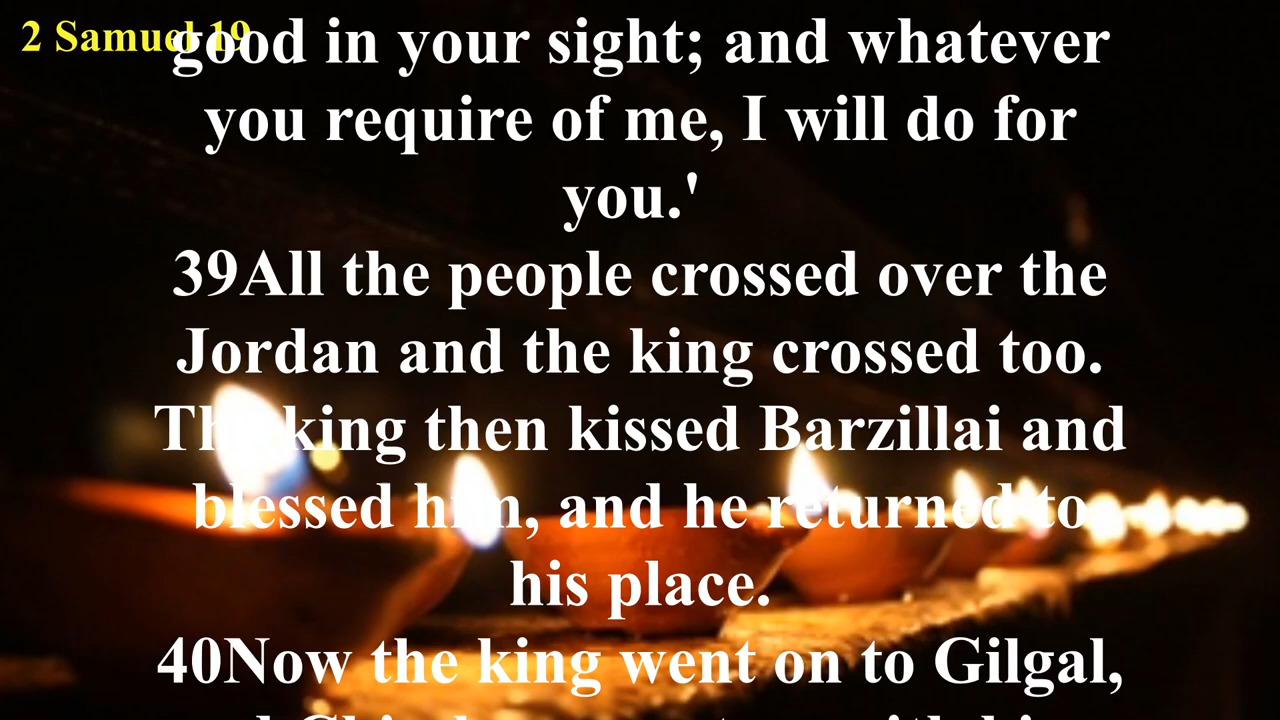 2 Samuel 19
good in your sight; and whatever
you require of me, I will do for
you.'
39All the people crossed over the
Jordan and the king crossed too.
The king then kissed Barzillai and
blessed him, and he returned to
his place.
40Now the king went on to Gilgal,